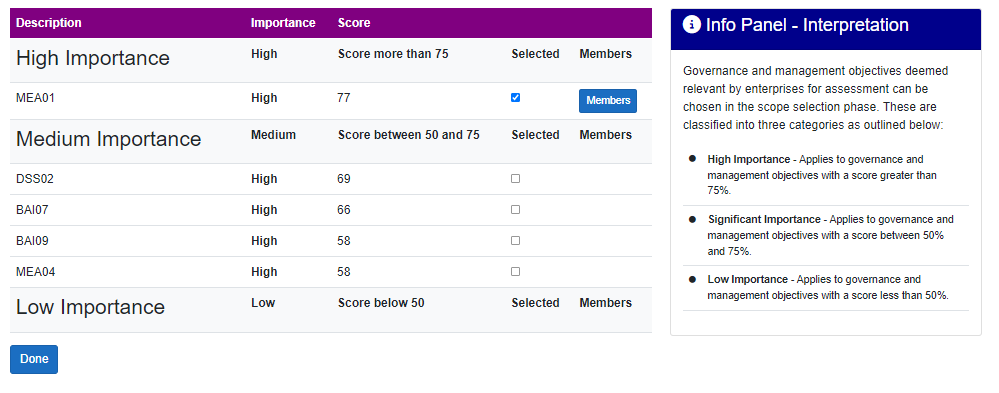 Description Importance Score
High Importance High Score more than 75 Selected Members
MEA01 High 77 Members
Medium Importance Medium Score between 50 and 75 Selected Members
DSS02 High 69
BAI07 High 66
BAI09 High 58
MEA04 High 58
Low Importance Low Score below 50 Selected Members
Done
Info Panel - Interpretation
Governance and management objectives deemed
relevant by enterprises for assessment can be
chosen in the scope selection phase. These are
classified into three categories as outlined below:
● High Importance - Applies to governance and
management objectives with a score greater than
75%.
● Significant Importance - Applies to governance and
management objectives with a score between 50%
and 75%.
● Low Importance - Applies to governance and
management objectives with a score less than 50%.